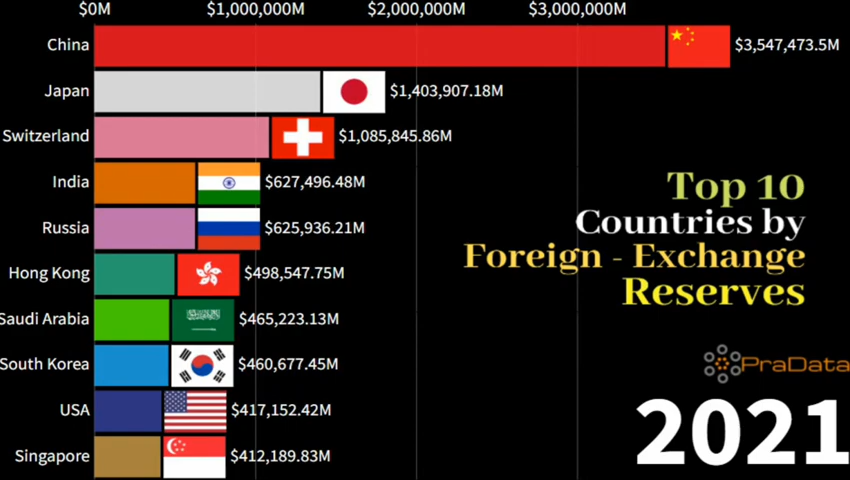 $0M $1,000,000M $2,000,000M $3,000,000M
China $3,547,473.5M
Japan $1,403,907.18M
Switzerland $1,085,845.86M
India $627,496.48M
Russia $625,936.21M
Hong Kong $498,547.75M
Saudi Arabia $465,223.13M
South Korea $460,677.45M
USA $417,152.42M
Singapore $412,189.83M
Top 10
Countries by
Foreign - Exchange
Reserves
PraData
2021